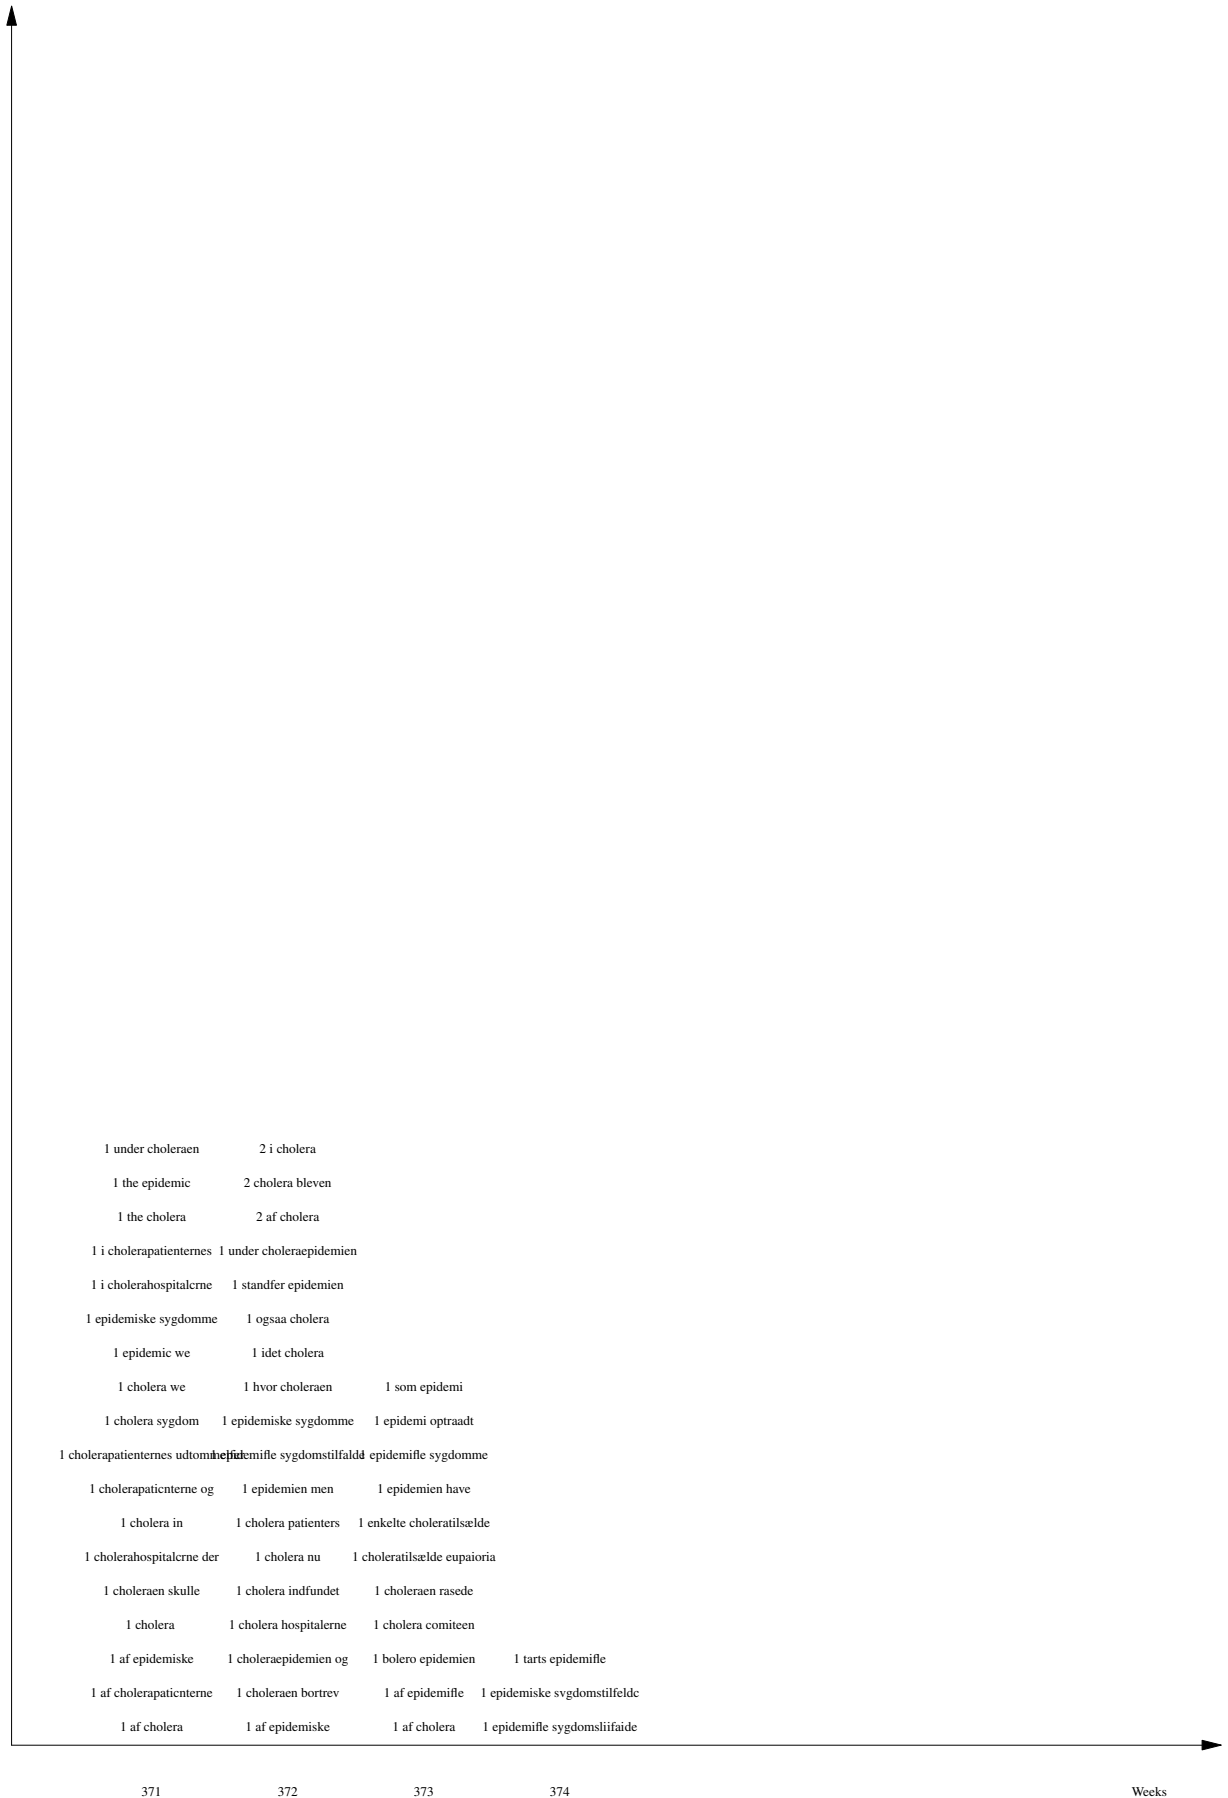 1 under choleraen 2 i cholera
1 the epidemic 2 cholera bleven
1 the cholera 2 af cholera
1 i cholerapatienternes 1 under choleraepidemien
1 i cholerahospitalcrne 1 standfer epidemien
1 epidemiske sygdomme 1 ogsaa cholera
1 epidemic we 1 idet cholera
1 cholera we 1 hvor choleraen 1 som epidemi
1 cholera sygdom 1 epidemiske sygdomme 1 epidemi optraadt
1 cholerapatienternes 1 epidemifle sygdomstilfalde 1 epidemifle sygdomme
1 cholerapaticnterne og 1 epidemien men 1 epidemien have
1 cholera in 1 cholera patienters 1 enkelte choleratilsælde
1 cholerahospitalcrne der 1 cholera nu 1 choleratilsælde eupaioria
1 choleraen skulle 1 cholera indfundet 1 choleraen rasede
1 cholera 1 cholera hospitalerne 1 cholera comiteen
1 af epidemiske 1 choleraepidemien og 1 bolero epidemien 1 tarts epidemifle
1 af cholerapaticnterne 1 choleraen bortrev 1 af epidemifle 1 epidemiske svgdomstilfeldc
1 af cholera 1 af epidemiske 1 af cholera 1 epidemifle sygdomsliifaide
371 372 373 374 Weeks